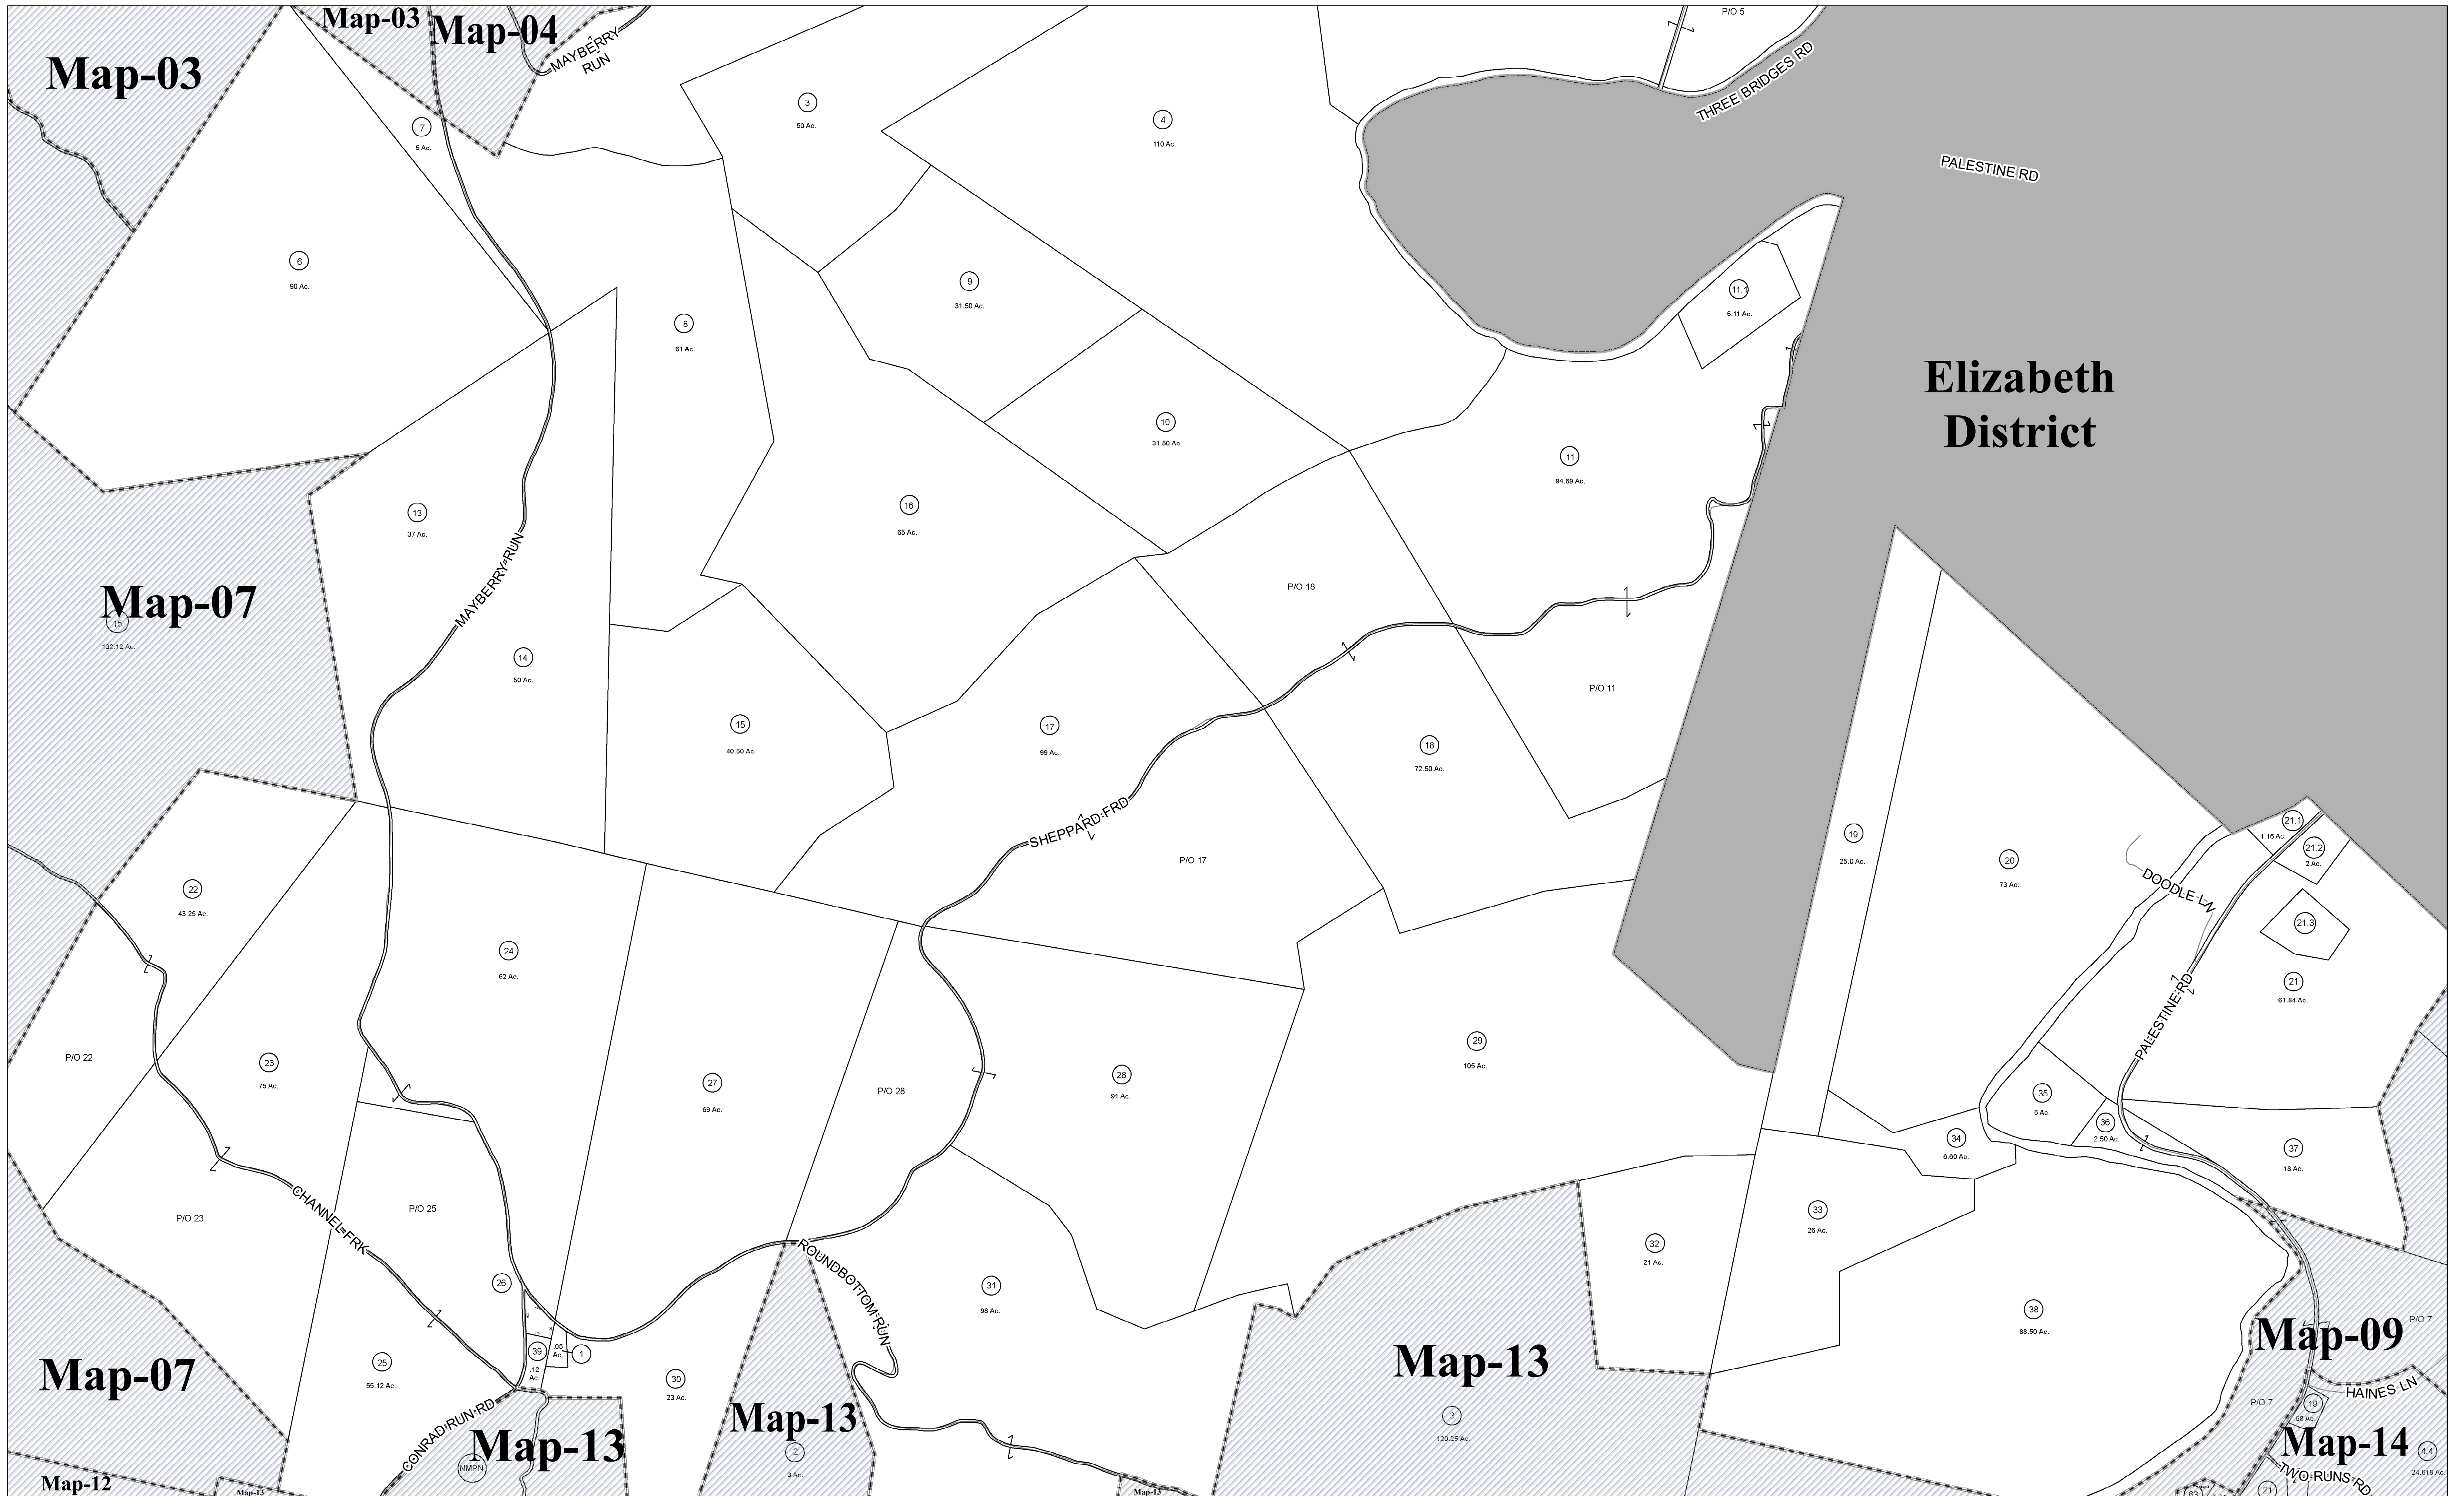 Map-03
Map-04
P/O 5
Map-03
MAYBERRY
RUN
THREE BRIDGES RD
3
50 Ac.
4
110 Ac.
7
5 Ac.
PALESTINE RD
6
90 Ac.
9
31.50 Ac.
11.1
5.11 Ac.
8
61 Ac.
Elizabeth
District
10
31.50 Ac.
11
94.89 Ac.
13
37 Ac.
16
65 Ac.
MAYBERRY RUN
P/O 18
Map-07
15
132.12 Ac.
14
50 Ac.
P/O 11
15
40.50 Ac.
17
99 Ac.
18
72.50 Ac.
SHEPPARD FRD
19
25.0 Ac.
20
73 Ac.
21.1
1.16 Ac.
21.2
2 Ac.
P/O 17
DOODLE LN
22
43.25 Ac.
21.3
24
62 Ac.
21
61.84 Ac.
PALESTINE RD
29
105 Ac.
P/O 22
23
75 Ac.
27
69 Ac.
P/O 28
28
91 Ac.
35
5 Ac.
36
2.50 Ac.
34
6.60 Ac.
37
18 Ac.
P/O 23
P/O 25
CHANNEL FRK
33
26 Ac.
32
21 Ac.
ROUNDBOTTOM RUN
26
31
98 Ac.
38
88.50 Ac.
P/O 7
Map-09
39
.12
Ac.
.05
Ac.
1
Map-07
25
55.12 Ac.
30
23 Ac.
Map-13
HAINES LN
P/O 7
19
68 Ac.
Map-13
3
120.25 Ac.
CONRAD RUN RD
Map-13
NMPN
2
3 Ac.
Map-14
4.4
24.619 Ac.
TWO RUNS RD
Map-12
Map-13
Map-13
63
21